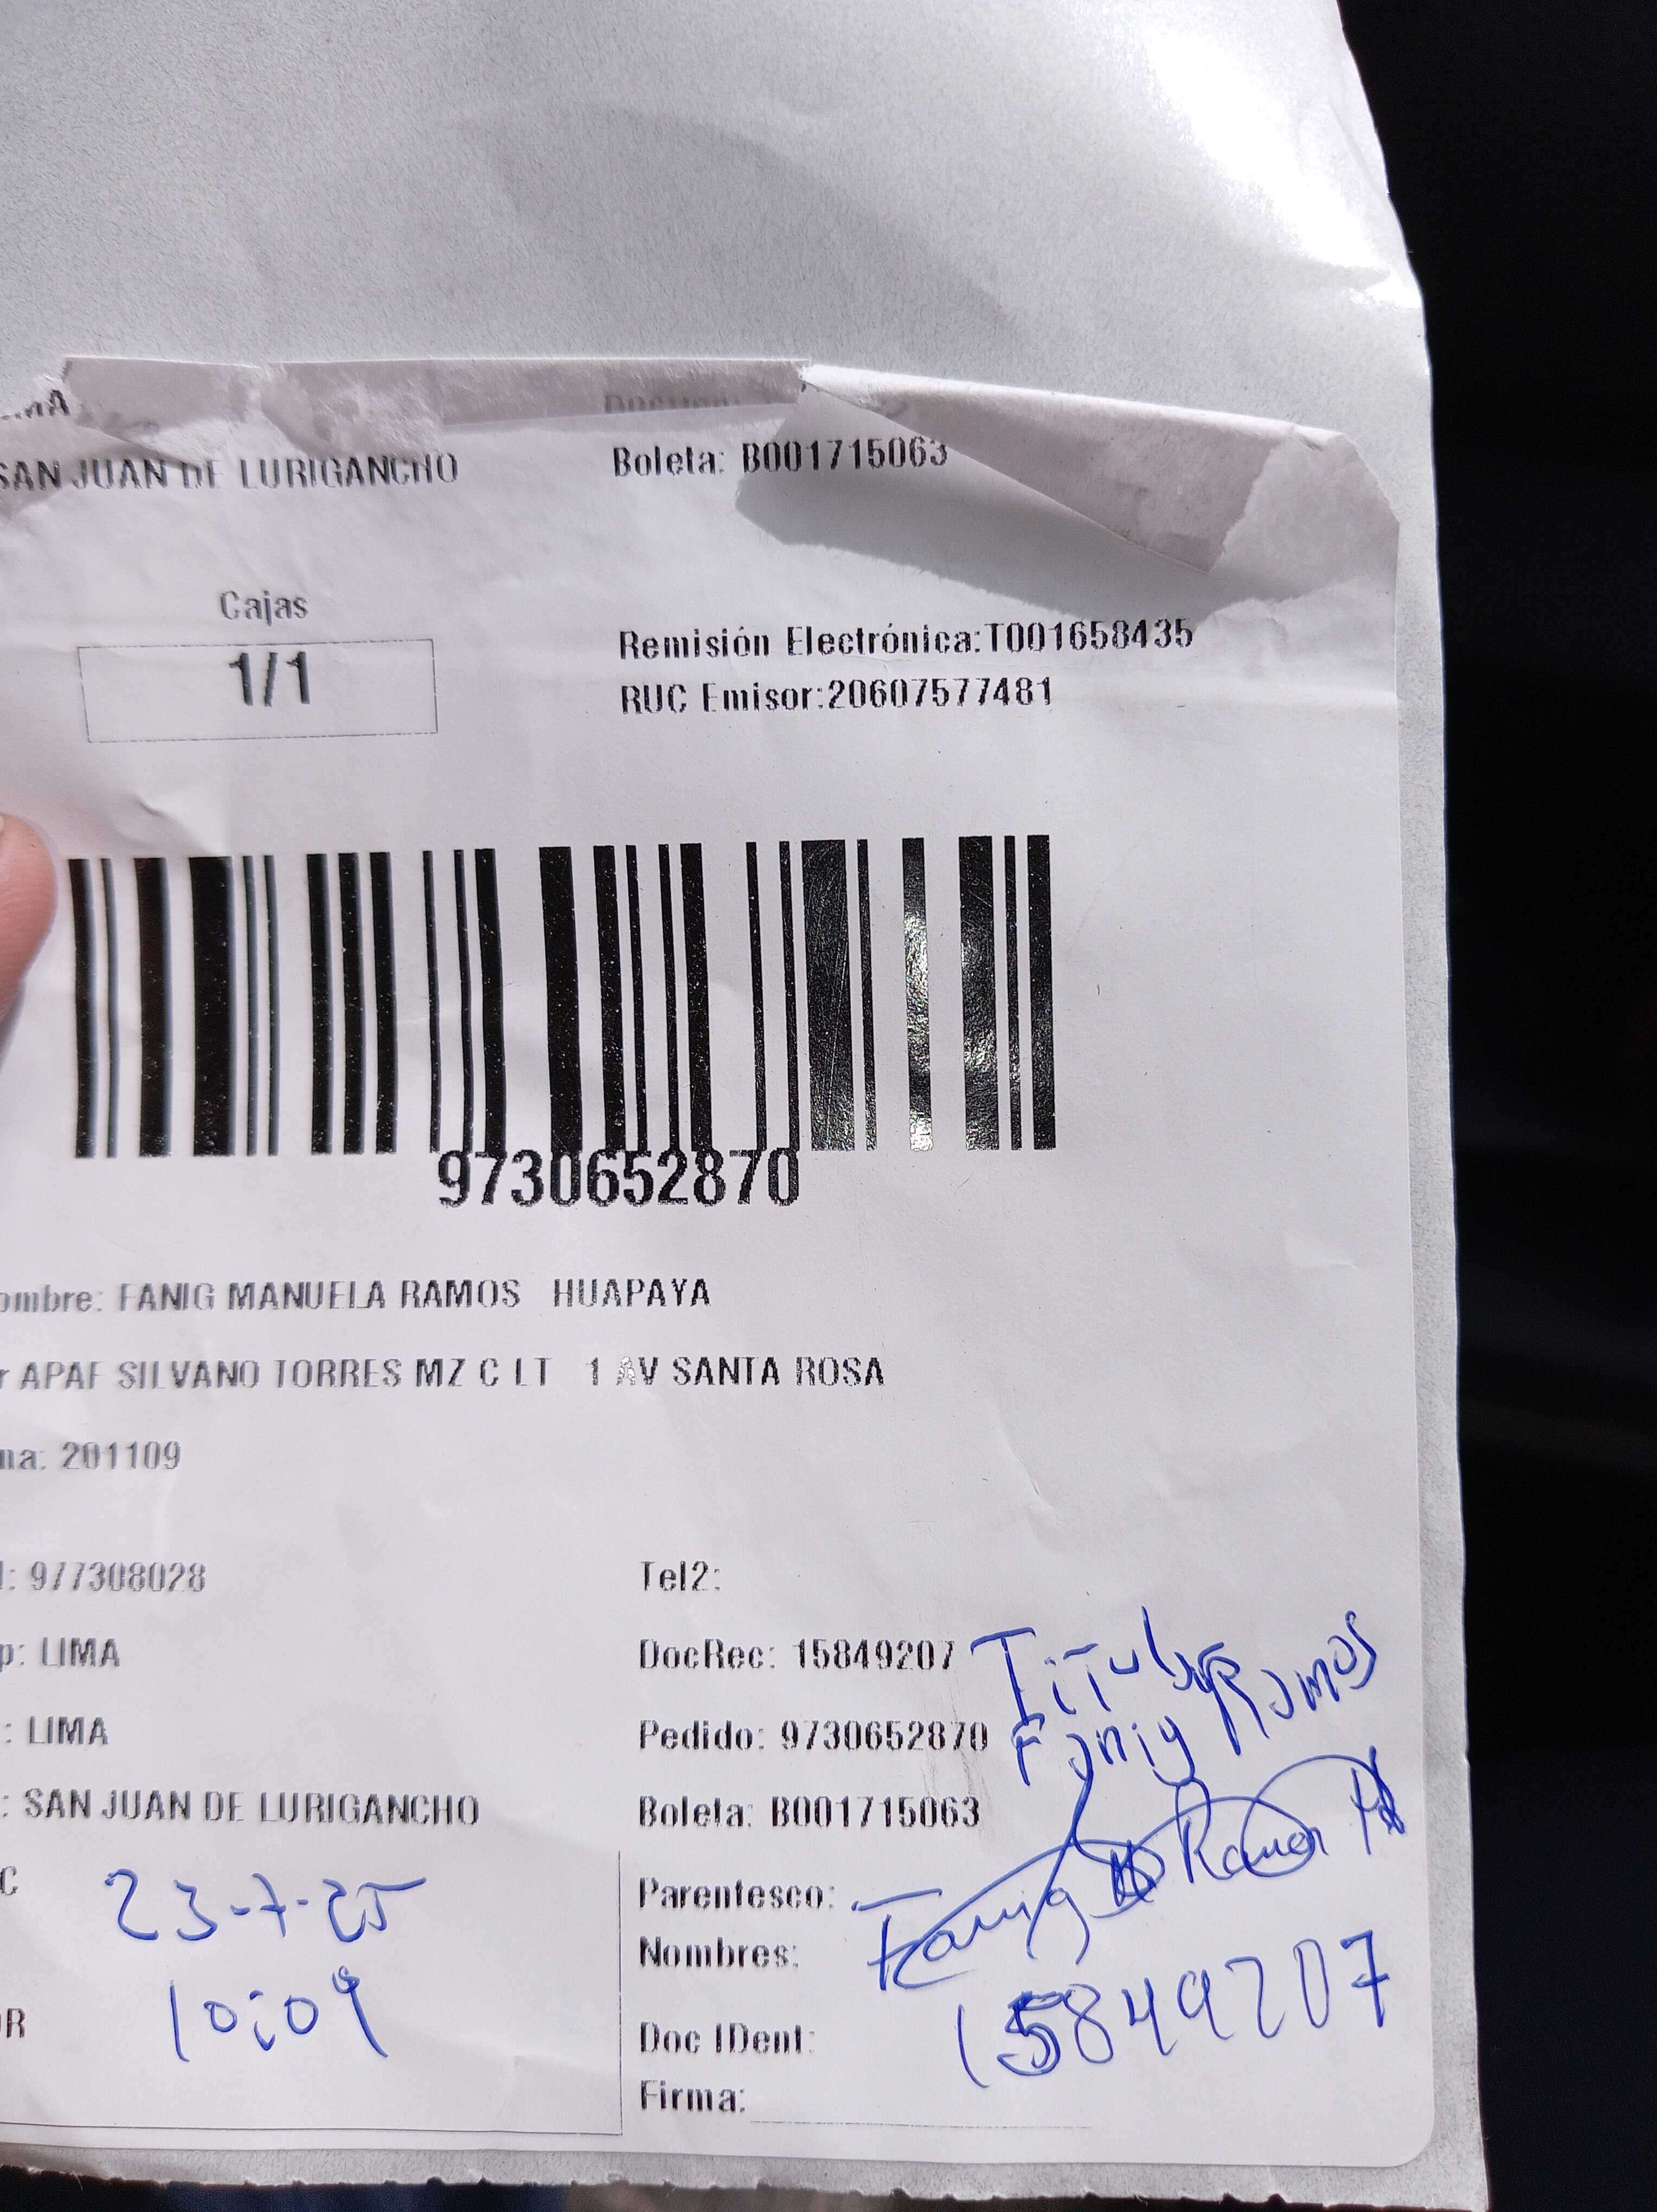 SAN JUAN DE LURIGANCHO
Boleta: B001715063
Cajas
1/1
Remisión Electrónica:T001658435
RUC Emisor:20607577481
9730652870
ombre: FANIG MANUELA RAMOS HUAPAYA
r APAF SILVANO TORRES MZ C LT 1 AV SANTA ROSA
na: 201109
l: 977308028
Tel2:
p: LIMA
DocRec: 15849207
Titular
: LIMA
Pedido: 9730652870
Fanig Ramos
: SAN JUAN DE LURIGANCHO
Boleta: B001715063
C
23-7-25
Parentesco:
Fanig Ramos H
Nombres:
10:09
OR
Doc IDent:
15849207
Firma: